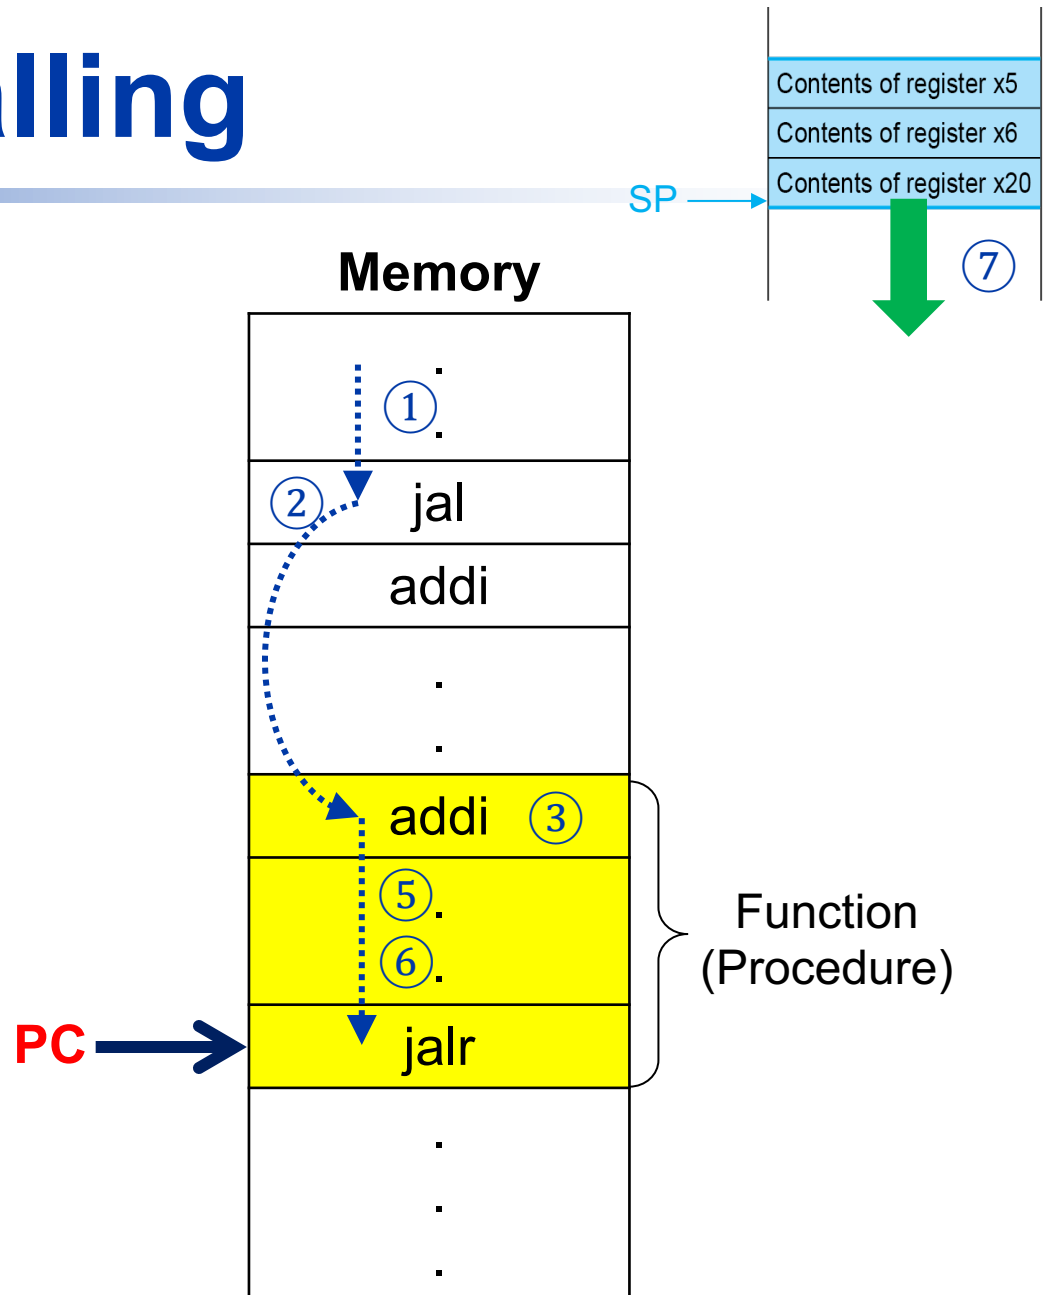 alling
Contents of register x5
Contents of register x6
Contents of register x20
SP
⑦
Memory
.
①
.
② jal
addi
.
.
addi ③
⑤ .
⑥ .
Function
(Procedure)
PC
jalr
.
.
.